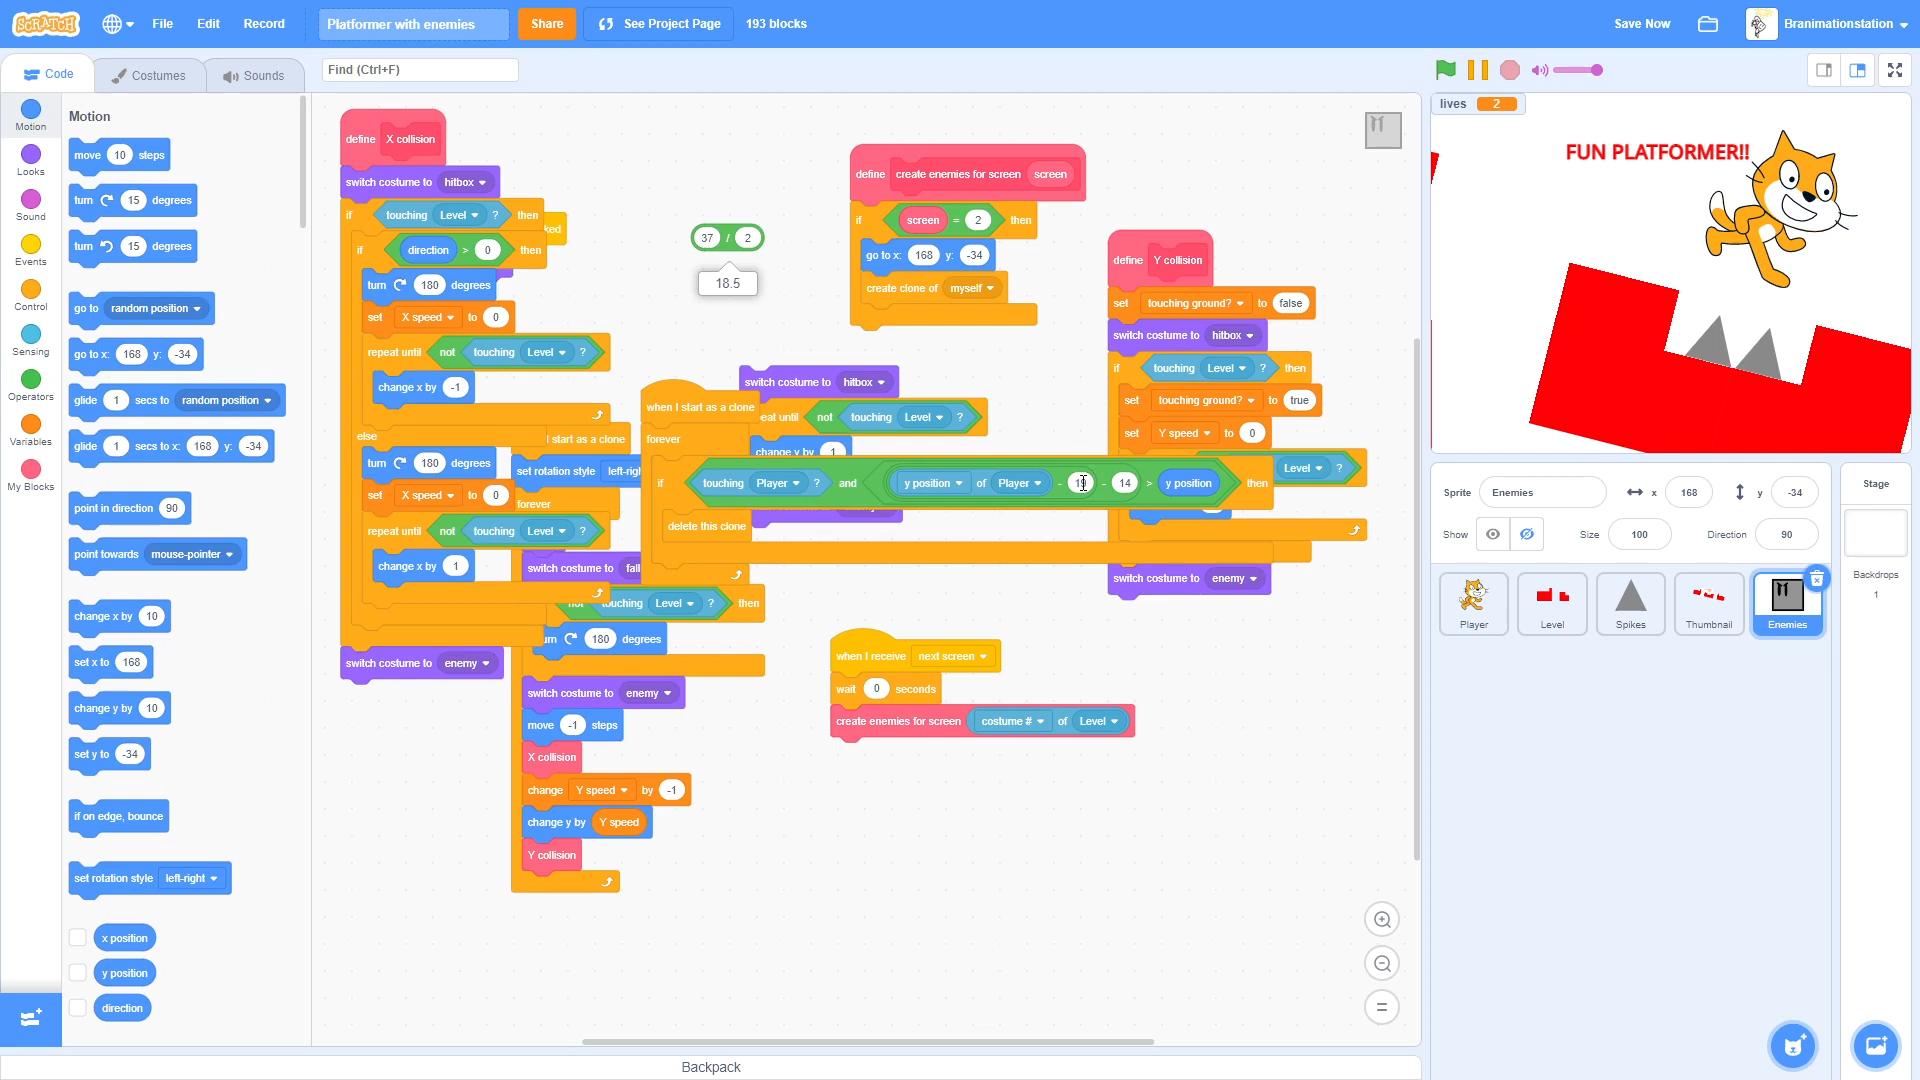 SCRATCH File Edit Record Platformer with enemies Share See Project Page 193 blocks Save Now Branimationstation
Code Costumes Sounds Find (Ctrl+F)
Motion
Looks
Sound
Events
Control
Sensing
Operators
Variables
My Blocks
Motion
move 10 steps
turn 15 degrees
turn 15 degrees
go to random position
go to x: 168 y: -34
glide 1 secs to random position
glide 1 secs to x: 168 y: -34
point in direction 90
point towards mouse-pointer
change x by 10
set x to 168
change y by 10
set y to -34
if on edge, bounce
set rotation style left-right
x position
y position
direction
define X collision
switch costume to hitbox
if touching Level ? then
if direction > 0 then
turn 180 degrees
set X speed to 0
repeat until not touching Level ?
change x by -1
else
turn 180 degrees
set X speed to 0
repeat until not touching Level ?
change x by 1
switch costume to enemy
ked
start as a clone
set rotation style
forever
switch costume to
not touching Level ? then
180 degrees
switch costume to enemy
move -1 steps
X collision
change Y speed by -1
change y by Y speed
Y collision
37 / 2
18.5
define create enemies for screen screen
if screen = 2 then
go to x: 168 y: -34
create clone of myself
switch costume to hitbox
eat until not touching Level ?
change y by 1
when I start as a clone
forever
if touching Player ? and y position of Player - 19 - 14 > y position then
delete this clone
define Y collision
set touching ground? to false
switch costume to hitbox
if touching Level ? then
set touching ground? to true
set Y speed to 0
Level ?
switch costume to enemy
when I receive next screen
wait 0 seconds
create enemies for screen costume # of Level
Backpack
lives 2
FUN PLATFORMER!!
Sprite Enemies x 168 y -34
Show Size 100 Direction 90
Player Level Spikes Thumbnail Enemies
Stage
Backdrops
1